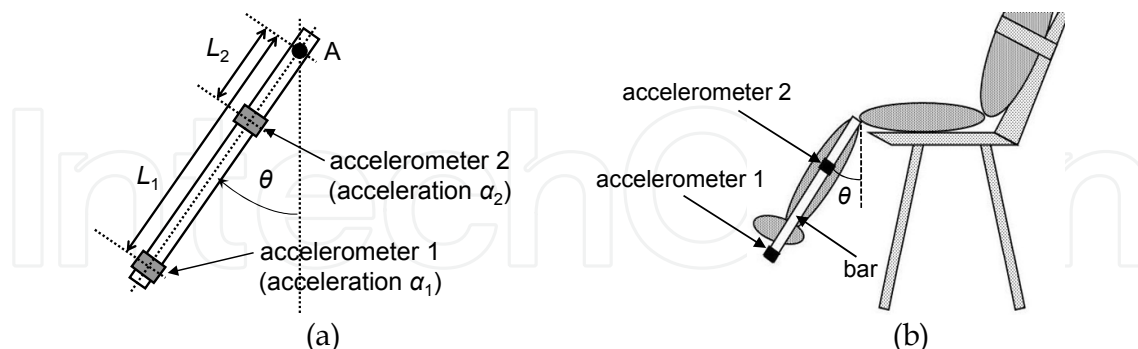 L₂
A
L₁
θ
accelerometer 2
(acceleration α₂)
accelerometer 1
(acceleration α₁)
(a)
accelerometer 2
accelerometer 1
θ
bar
(b)